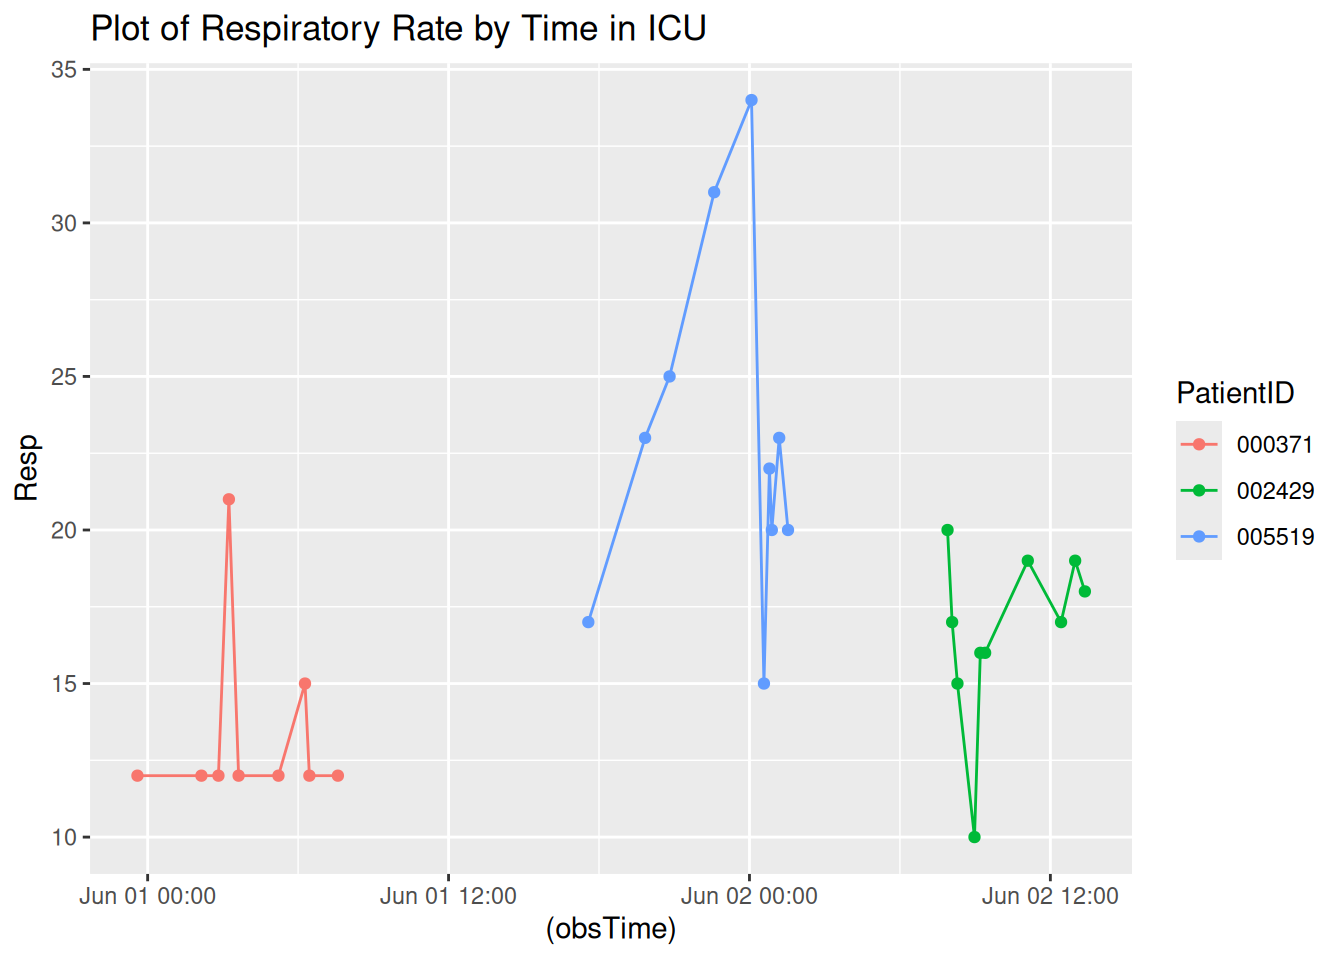 Plot of Respiratory Rate by Time in ICU
35
30
25
20
15
10
Resp
Jun 01 00:00
Jun 01 12:00
Jun 02 00:00
Jun 02 12:00
(obsTime)
PatientID
000371
002429
005519